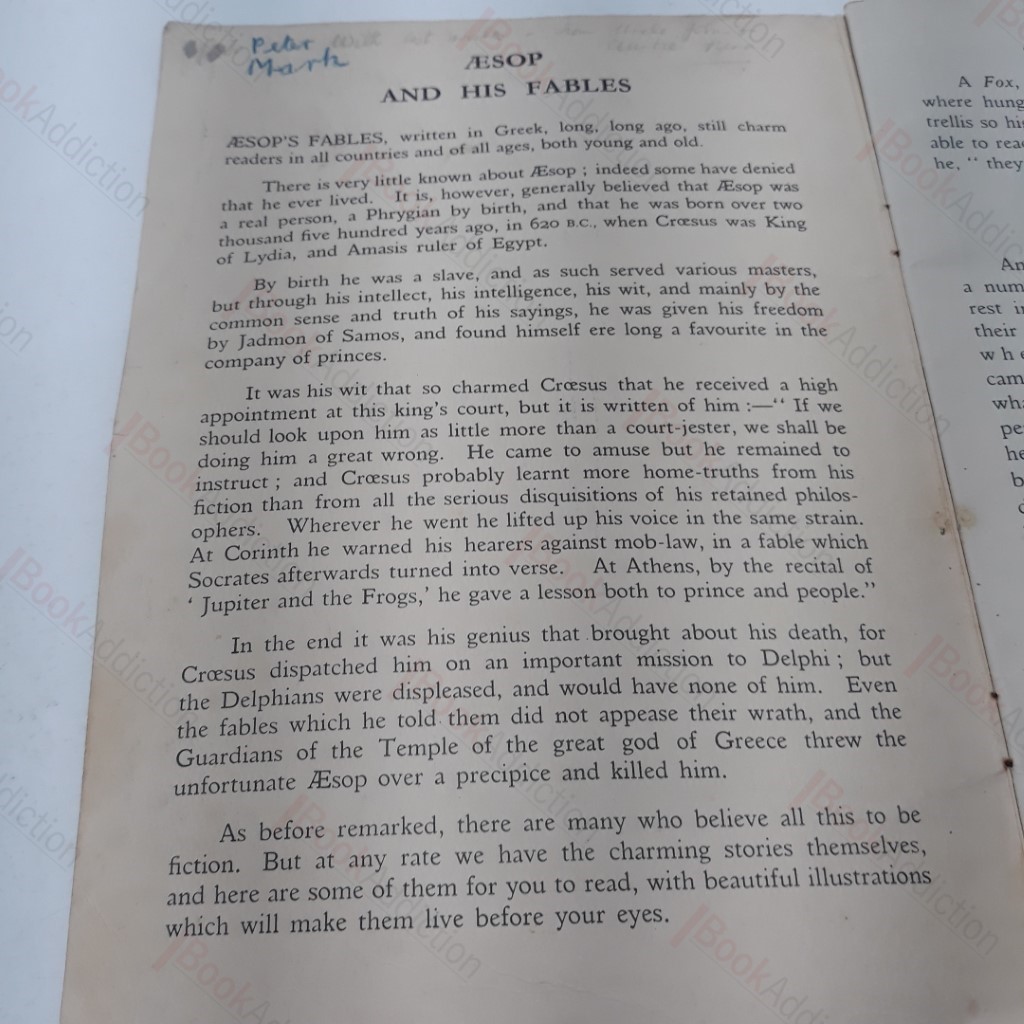 Peter
Mark
ÆSOP
AND HIS FABLES
ÆSOP'S FABLES, written in Greek, long, long ago, still charm
readers in all countries and of all ages, both young and old.
There is very little known about Æsop ; indeed some have denied
that he ever lived. It is, however, generally believed that Æsop was
a real person, a Phrygian by birth, and that he was born over two
thousand five hundred years ago, in 620 B.C., when Crœsus was King
of Lydia, and Amasis ruler of Egypt.
By birth he was a slave, and as such served various masters,
but through his intellect, his intelligence, his wit, and mainly by the
common sense and truth of his sayings, he was given his freedom
by Jadmon of Samos, and found himself ere long a favourite in the
company of princes.
It was his wit that so charmed Crœsus that he received a high
appointment at this king's court, but it is written of him :—“ If we
should look upon him as little more than a court-jester, we shall be
doing him a great wrong. He came to amuse but he remained to
instruct ; and Crœsus probably learnt more home-truths from his
fiction than from all the serious disquisitions of his retained philos-
ophers. Wherever he went he lifted up his voice in the same strain.
At Corinth he warned his hearers against mob-law, in a fable which
Socrates afterwards turned into verse. At Athens, by the recital of
‘ Jupiter and the Frogs,’ he gave a lesson both to prince and people.”
In the end it was his genius that brought about his death, for
Crœsus dispatched him on an important mission to Delphi ; but
the Delphians were displeased, and would have none of him. Even
the fables which he told them did not appease their wrath, and the
Guardians of the Temple of the great god of Greece threw the
unfortunate Æsop over a precipice and killed him.
As before remarked, there are many who believe all this to be
fiction. But at any rate we have the charming stories themselves,
and here are some of them for you to read, with beautiful illustrations
which will make them live before your eyes.
A Fox,
where hung
trellis so
able to
he, “ they
a num
rest
their
BookAddiction